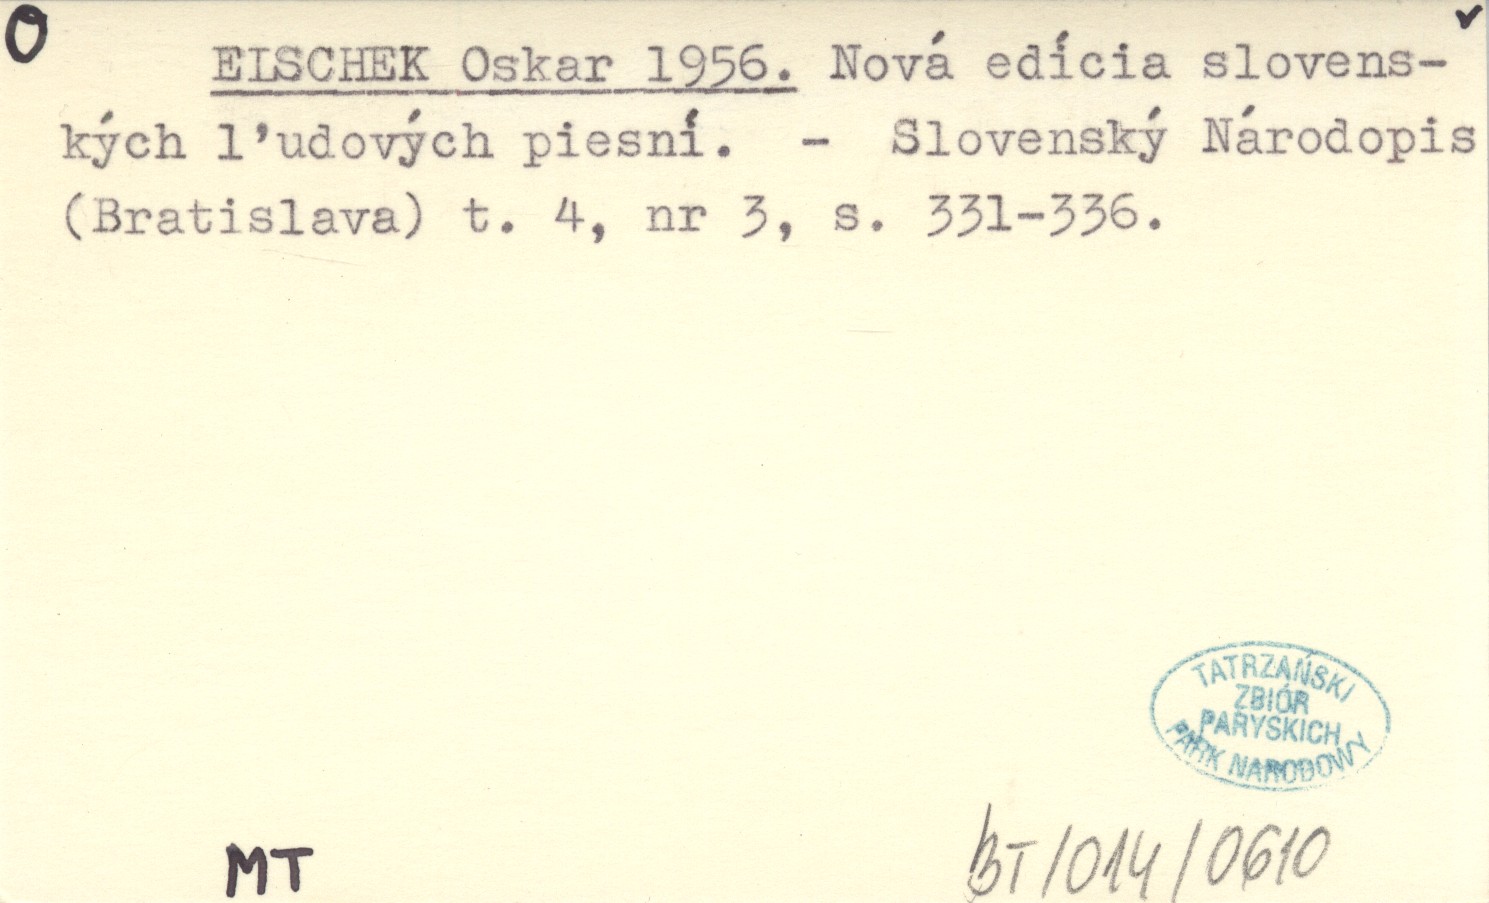 O
EISCHEK Oskar 1956. Nová edícia slovens-
kých l'udových piesní. - Slovenský Národopis
(Bratislava) t. 4, nr 3, s. 331-336.
TATRZAŃSKI
ZBIÓR
PARYSKICH
PARK NARODOWY
MT
BT/014/0610